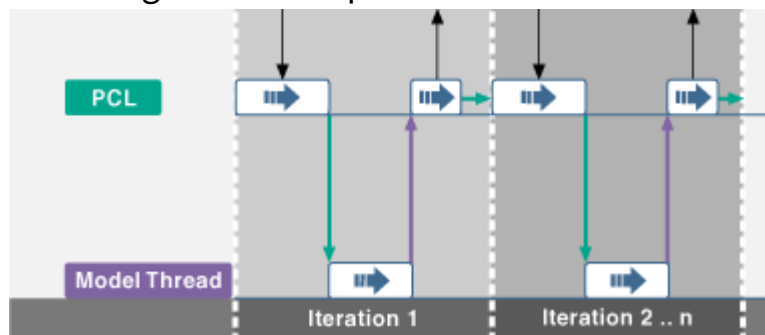 PCL
Model Thread
Iteration 1
Iteration 2 .. n